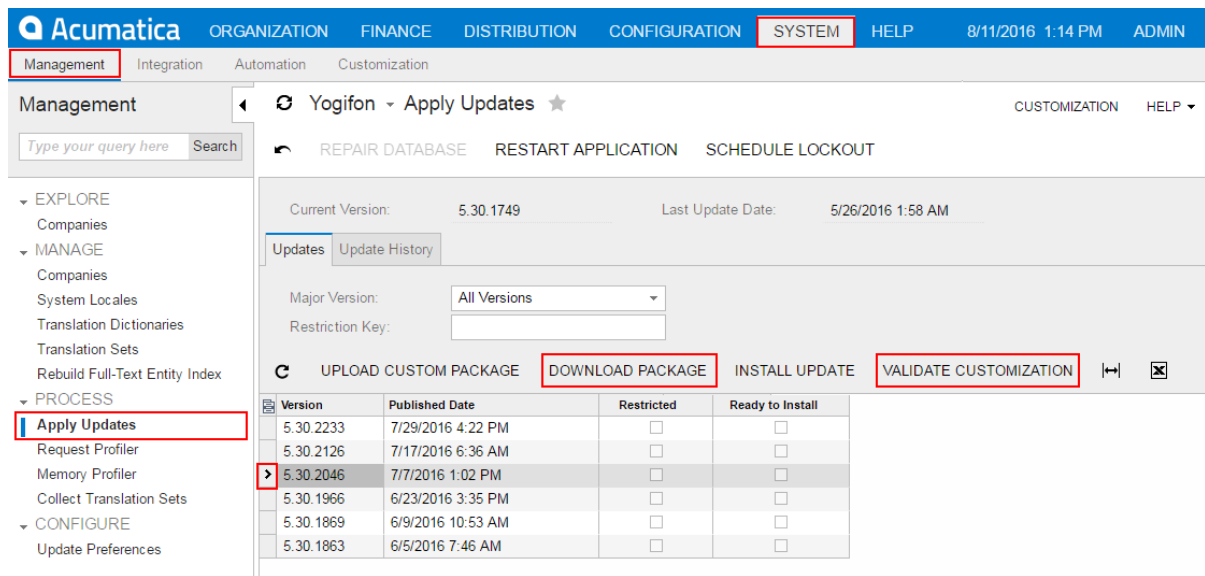 Acumatica ORGANIZATION FINANCE DISTRIBUTION CONFIGURATION SYSTEM HELP 8/11/2016 1:14 PM ADMIN
Management Integration Automation Customization
Management
Type your query here Search
EXPLORE
Companies
MANAGE
Companies
System Locales
Translation Dictionaries
Translation Sets
Rebuild Full-Text Entity Index
PROCESS
Apply Updates
Request Profiler
Memory Profiler
Collect Translation Sets
CONFIGURE
Update Preferences
Yogifon Apply Updates CUSTOMIZATION HELP
REPAIR DATABASE RESTART APPLICATION SCHEDULE LOCKOUT
Current Version: 5.30.1749 Last Update Date: 5/26/2016 1:58 AM
Updates Update History
Major Version: All Versions
Restriction Key:
UPLOAD CUSTOM PACKAGE DOWNLOAD PACKAGE INSTALL UPDATE VALIDATE CUSTOMIZATION
Version Published Date Restricted Ready to Install
5.30.2233 7/29/2016 4:22 PM
5.30.2126 7/17/2016 6:36 AM
5.30.2046 7/7/2016 1:02 PM
5.30.1966 6/23/2016 3:35 PM
5.30.1869 6/9/2016 10:53 AM
5.30.1863 6/5/2016 7:46 AM